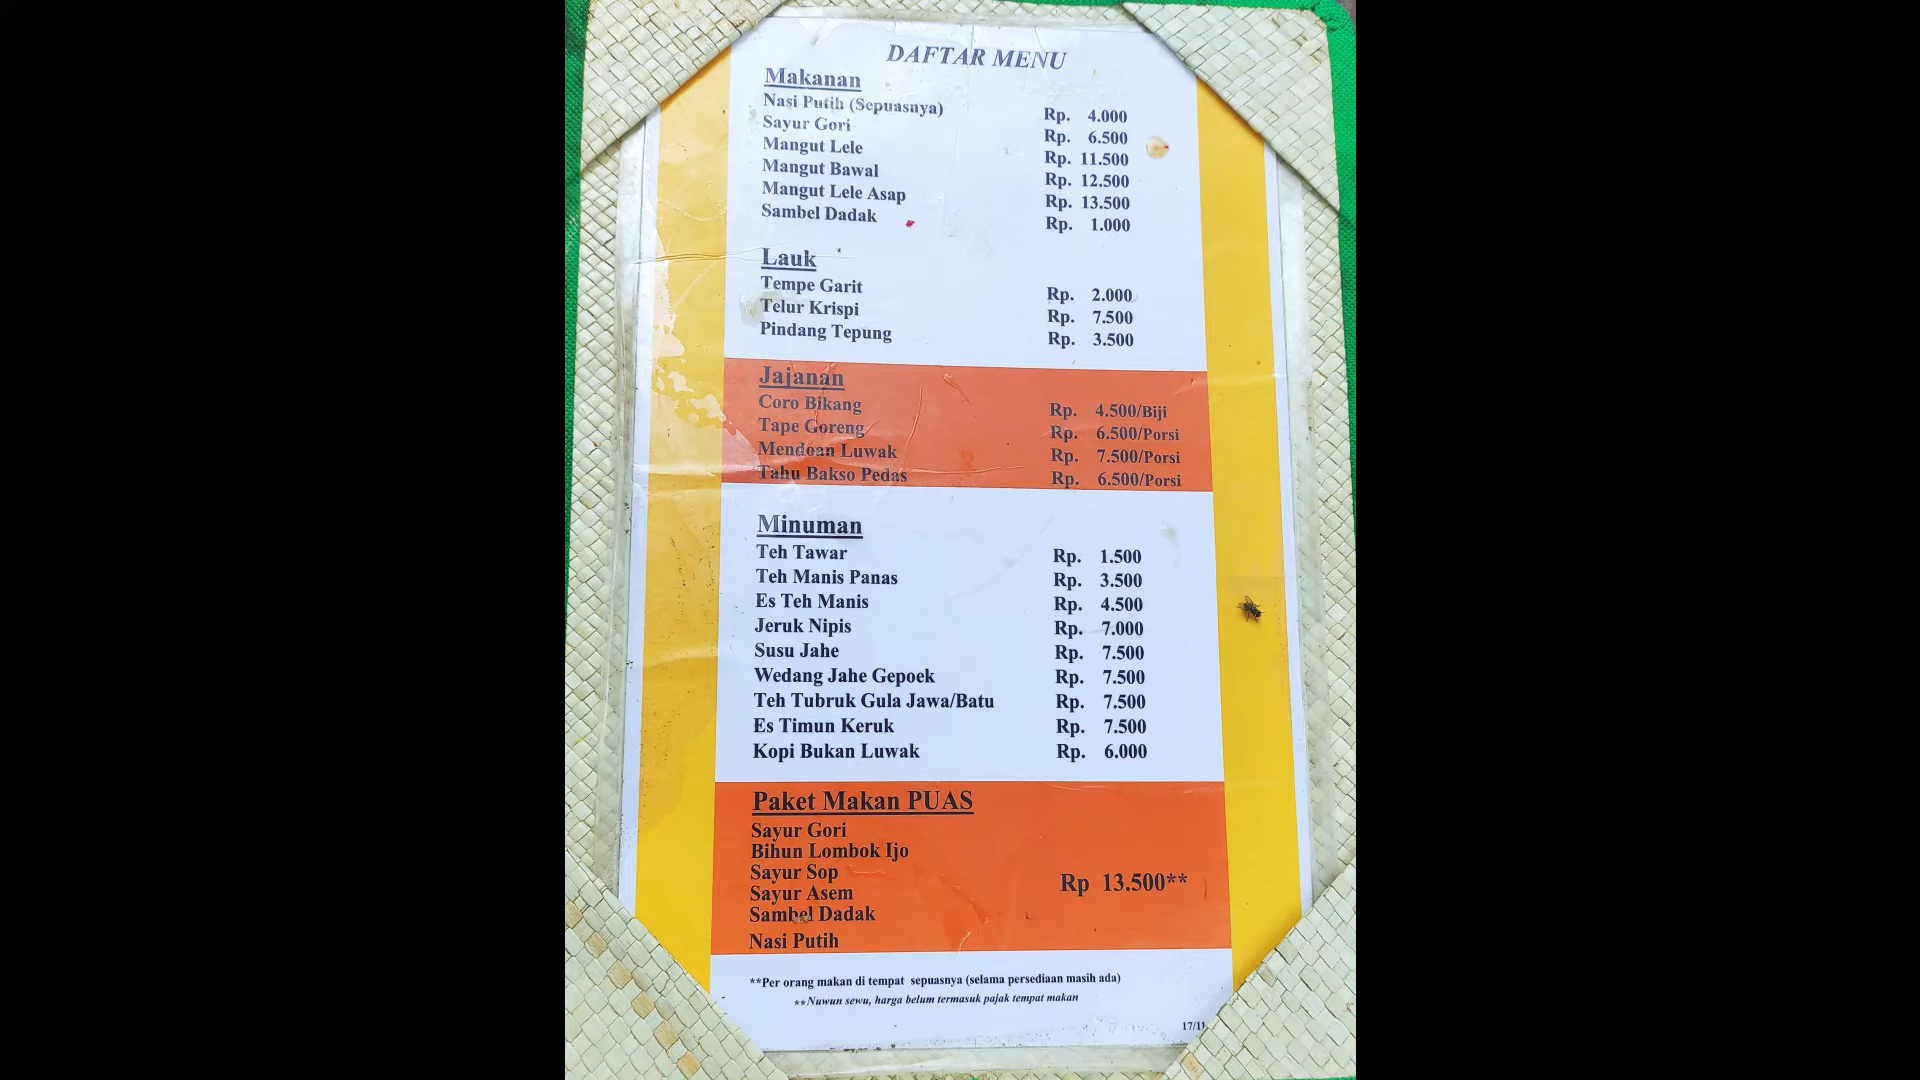 DAFTAR MENU
Makanan
Nasi Putih (Sepuasnya) Rp. 4.000
Sayur Gori Rp. 6.500
Mangut Lele Rp. 11.500
Mangut Bawal Rp. 12.500
Mangut Lele Asap Rp. 13.500
Sambel Dadak Rp. 1.000
Lauk
Tempe Garit Rp. 2.000
Telur Krispi Rp. 7.500
Pindang Tepung Rp. 3.500
Jajanan
Coro Bikang Rp. 4.500/Biji
Tape Goreng Rp. 6.500/Porsi
Mendoan Luwak Rp. 7.500/Porsi
Tahu Bakso Pedas Rp. 6.500/Porsi
Minuman
Teh Tawar Rp. 1.500
Teh Manis Panas Rp. 3.500
Es Teh Manis Rp. 4.500
Jeruk Nipis Rp. 7.000
Susu Jahe Rp. 7.500
Wedang Jahe Gepoek Rp. 7.500
Teh Tubruk Gula Jawa/Batu Rp. 7.500
Es Timun Keruk Rp. 7.500
Kopi Bukan Luwak Rp. 6.000
Paket Makan PUAS
Sayur Gori
Bihun Lombok Ijo
Sayur Sop
Rp 13.500**
Sayur Asem
Sambel Dadak
Nasi Putih
**Per orang makan di tempat sepuasnya (selama persediaan masih ada)
**Nuwun sewu, harga belum termasuk pajak tempat makan
17/11